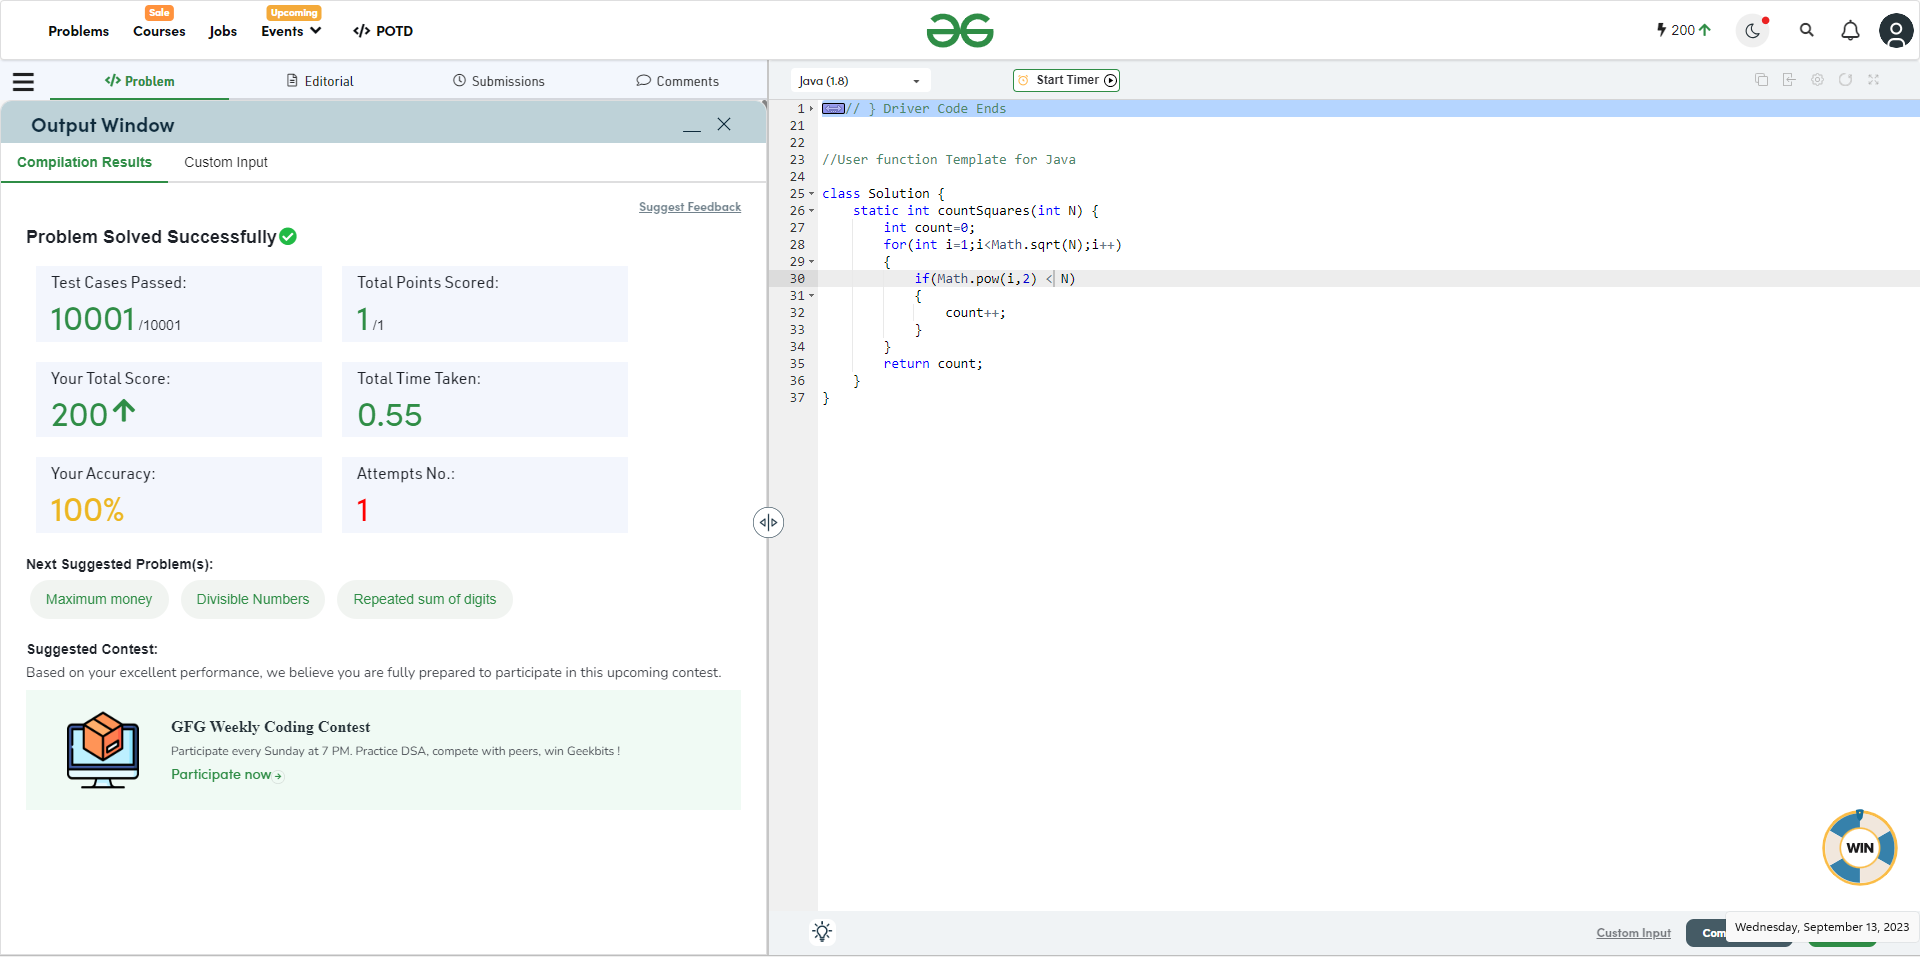 Sale
Upcoming
Problems Courses Jobs Events </> POTD
200
</> Problem Editorial Submissions Comments
Java (1.8)
Start Timer
Output Window
Compilation Results Custom Input
Suggest Feedback
Problem Solved Successfully
Test Cases Passed:
10001 /10001
Total Points Scored:
1 /1
Your Total Score:
200
Total Time Taken:
0.55
Your Accuracy:
100%
Attempts No.:
1
Next Suggested Problem(s):
Maximum money Divisible Numbers Repeated sum of digits
Suggested Contest:
Based on your excellent performance, we believe you are fully prepared to participate in this upcoming contest.
GFG Weekly Coding Contest
Participate every Sunday at 7 PM. Practice DSA, compete with peers, win Geekbits !
Participate now
1 // } Driver Code Ends
21
22
23 //User function Template for Java
24
25 class Solution {
26 static int countSquares(int N) {
27 int count=0;
28 for(int i=1;i<Math.sqrt(N);i++)
29 {
30 if(Math.pow(i,2) < N)
31 {
32 count++;
33 }
34 }
35 return count;
36 }
37 }
WIN
Custom Input
Com
Wednesday, September 13, 2023